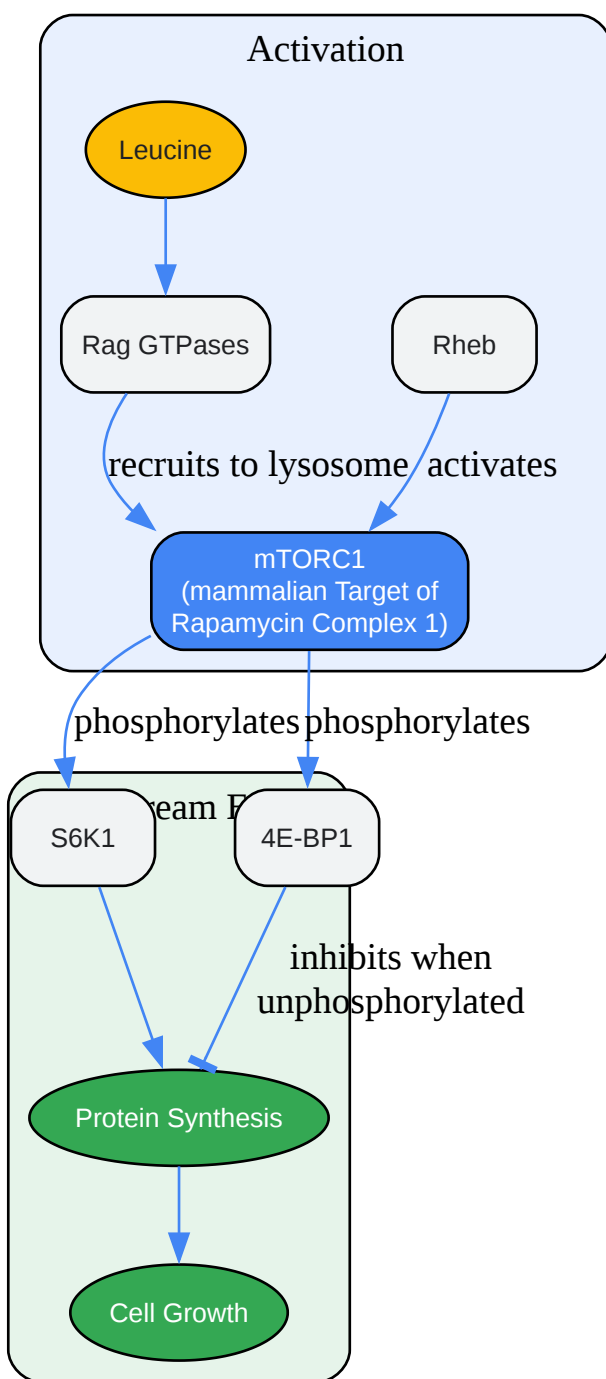 Activation
Leucine
Rag GTPases
Rheb
recruits to lysosome
activates
mTORC1
(mammalian Target of
Rapamycin Complex 1)
phosphorylates
phosphorylates
S6K1
4E-BP1
inhibits when
unphosphorylated
Protein Synthesis
Cell Growth